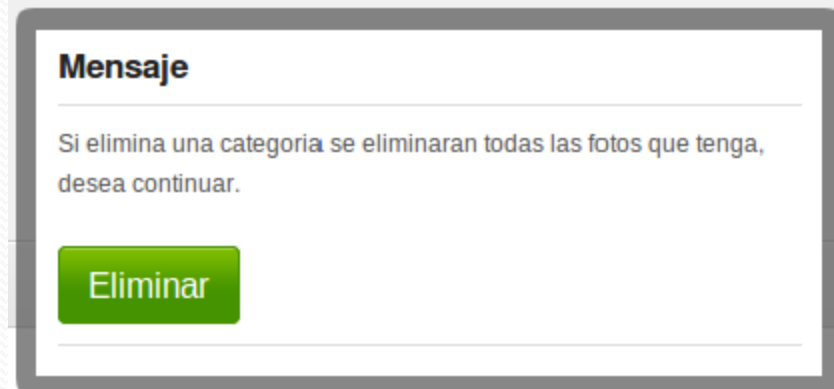 Mensaje
Si elimina una categoria se eliminaran todas las fotos que tenga,
desea continuar.
Eliminar